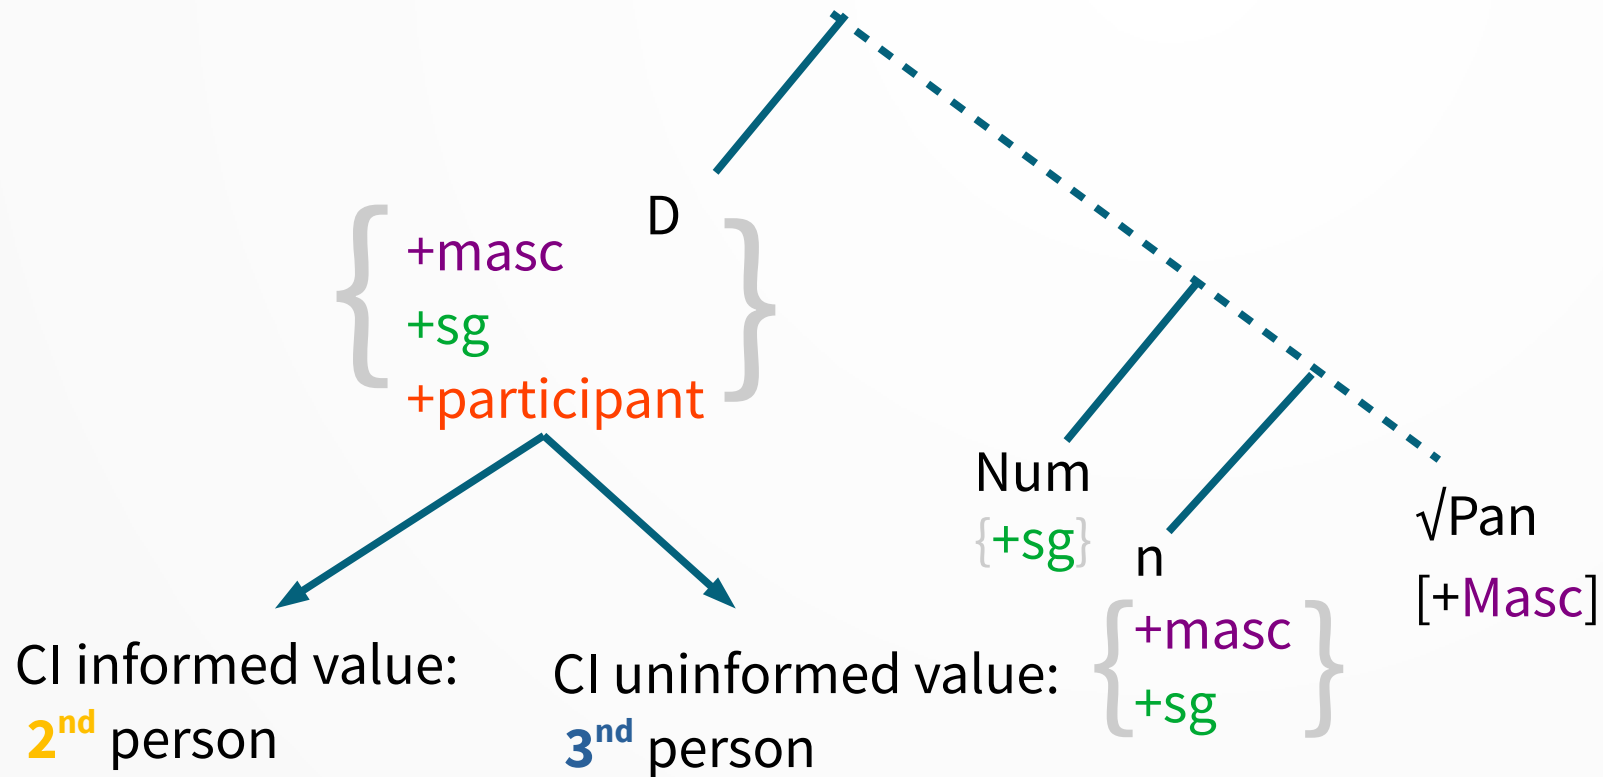 D
{ +masc
+sg
+participant }
Num
{+sg}
n
{ +masc
+sg }
√Pan
[+Masc]
CI informed value:
2nd person
CI uninformed value:
3nd person